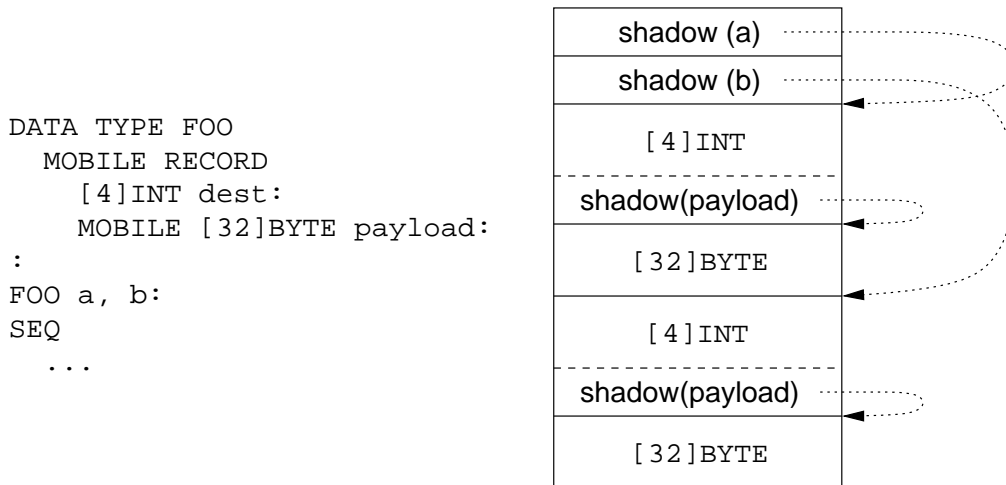 DATA TYPE FOO
MOBILE RECORD
[4]INT dest:
MOBILE [32]BYTE payload:
:
FOO a, b:
SEQ
...
shadow (a)
shadow (b)
[4]INT
shadow(payload)
[32]BYTE
[4]INT
shadow(payload)
[32]BYTE